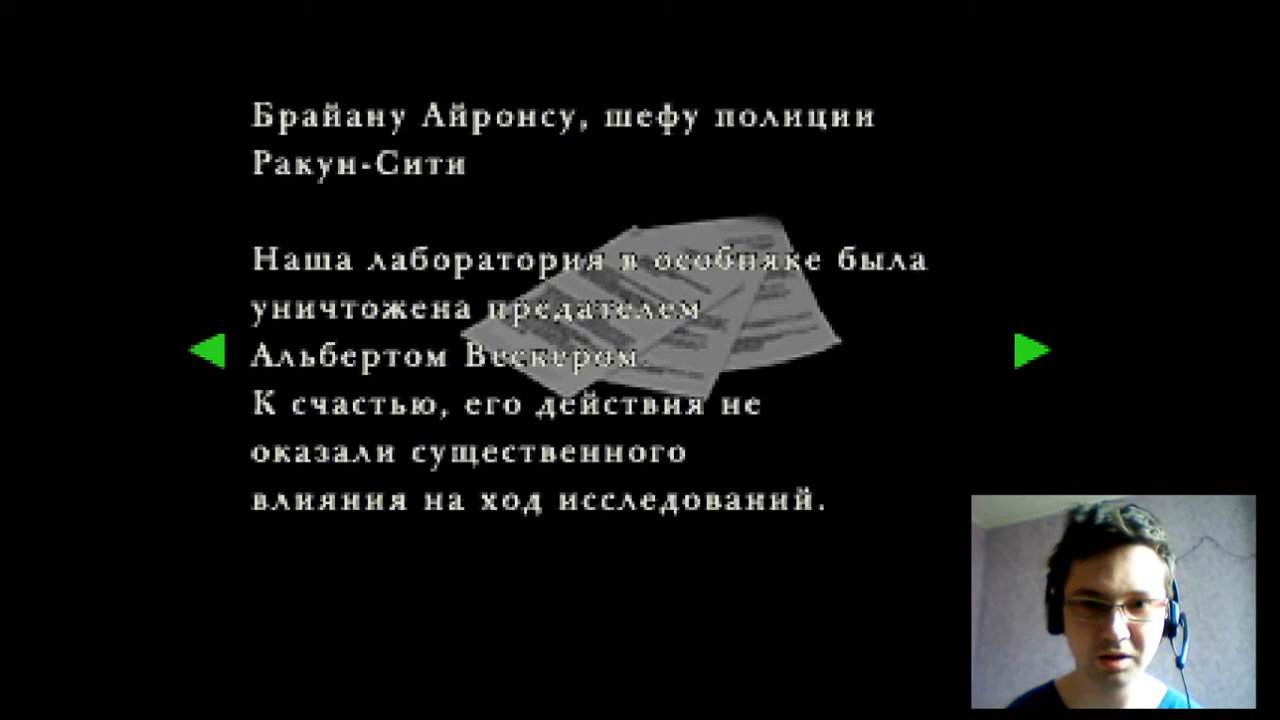 Брайану Айронсу, шефу полиции
Ракун-Сити
Наша лаборатория в особняке была
уничтожена предателем
Альбертом Вескером.
К счастью, его действия не
оказали существенного
влияния на ход исследований.